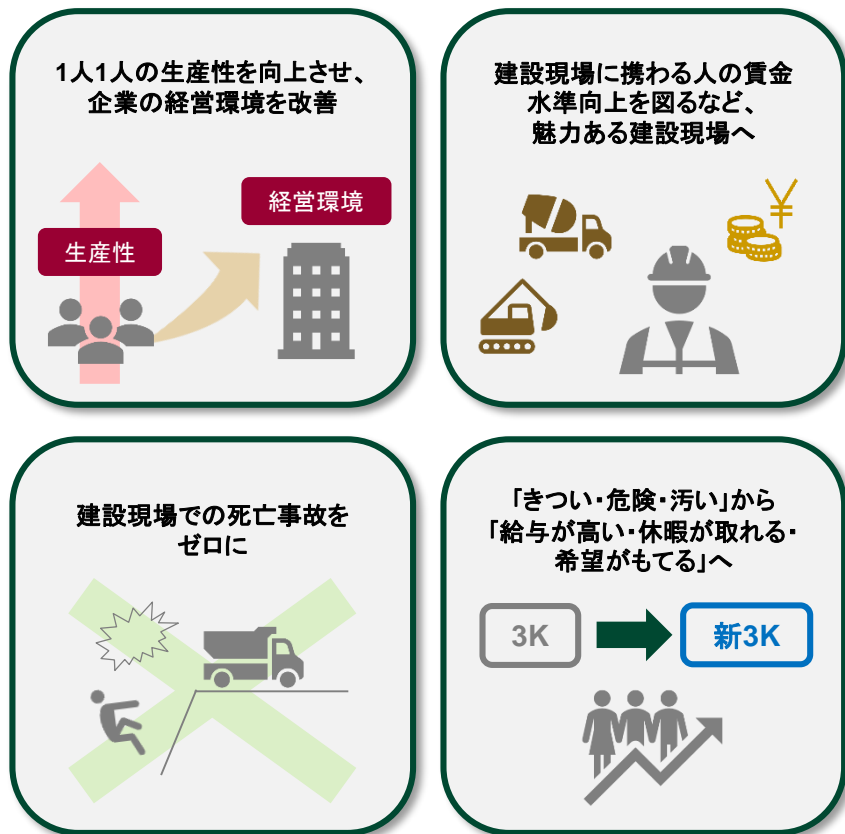 1人1人の生産性を向上させ、
企業の経営環境を改善
経営環境
生産性
建設現場に携わる人の賃金
水準向上を図るなど、
魅力ある建設現場へ
¥
建設現場での死亡事故を
ゼロに
「きつい・危険・汚い」から
「給与が高い・休暇が取れる・
希望がもてる」へ
3K
新3K